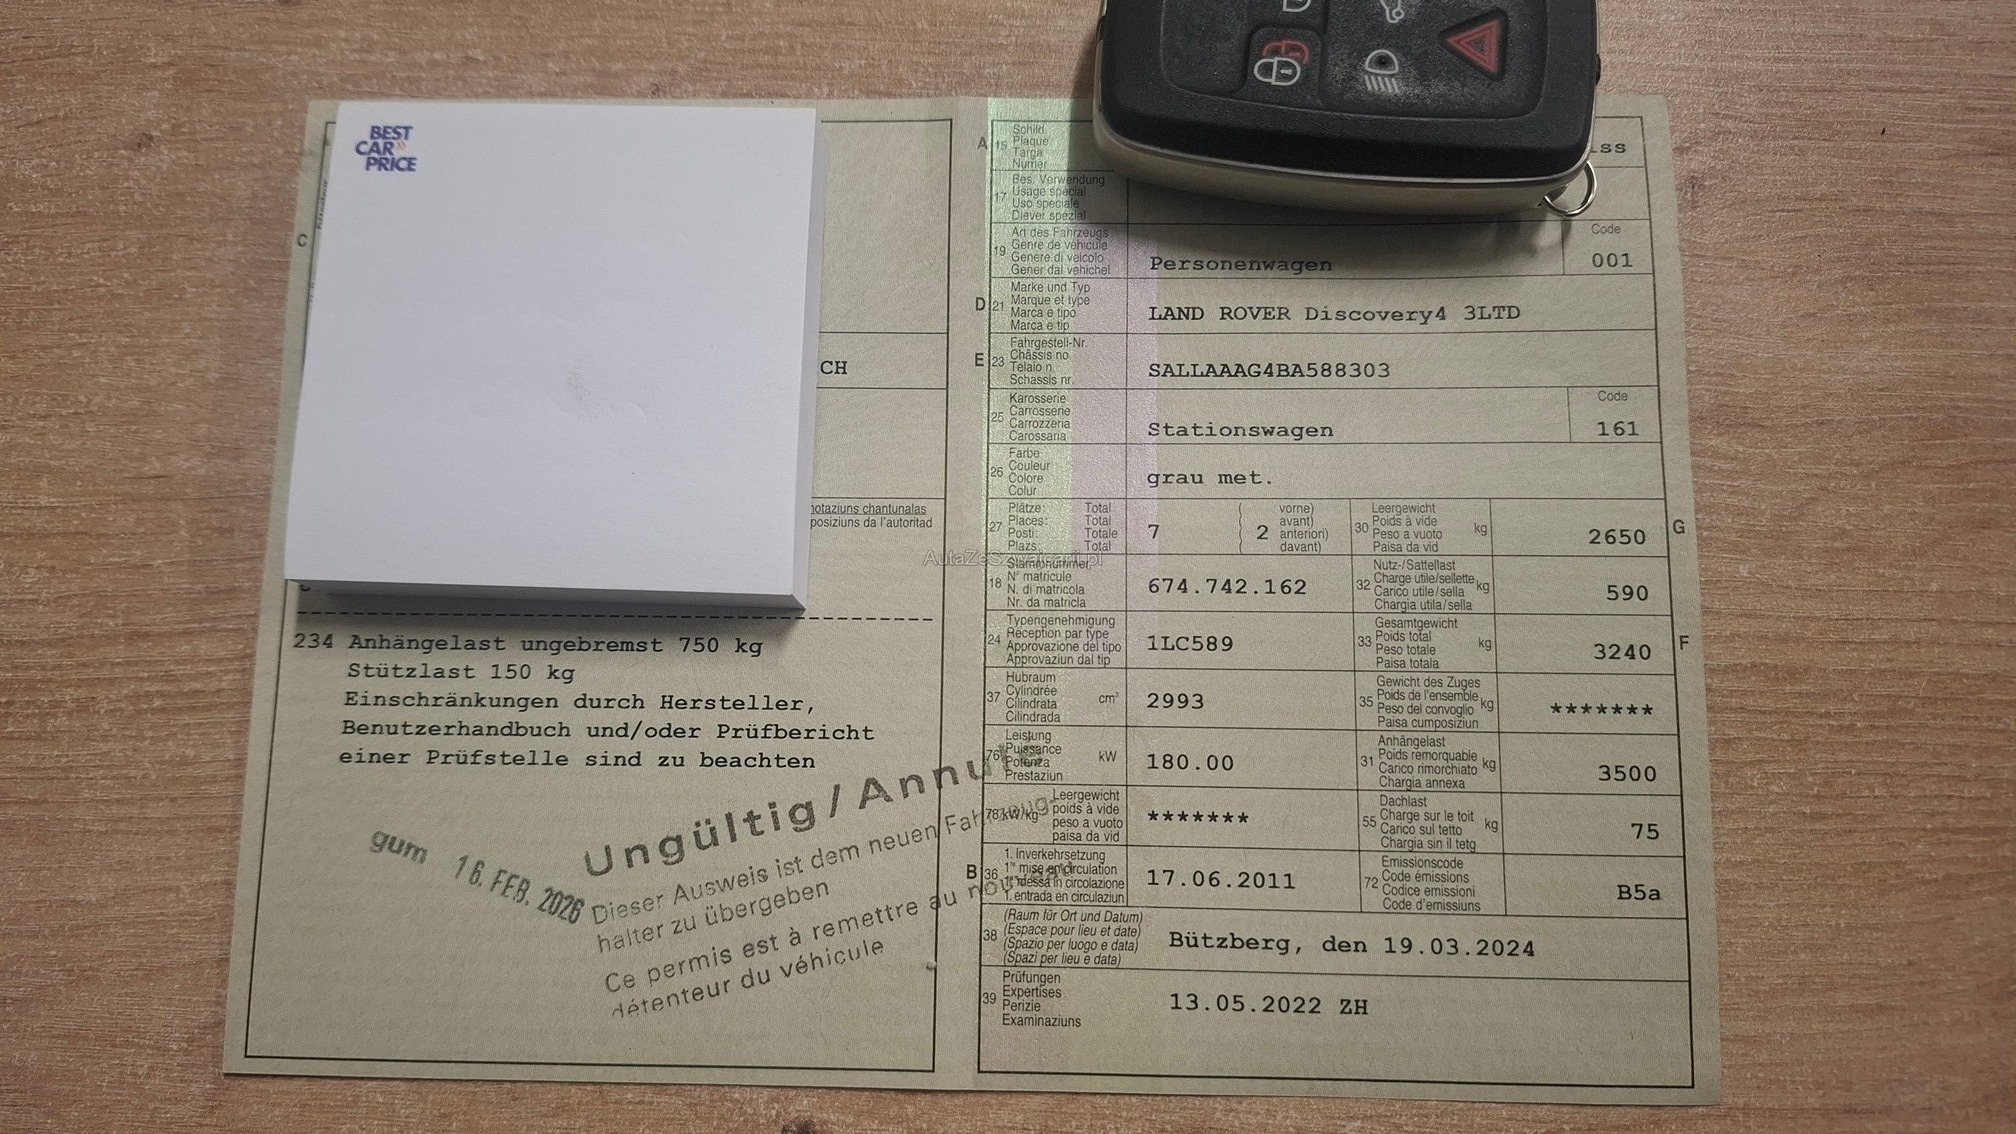 BEST
CAR»
PRICE
C
CH
notaziuns chantunalas
posiziuns da l'autoritad
234 Anhängelast ungebremst 750 kg
Stützlast 150 kg
Einschränkungen durch Hersteller,
Benutzerhandbuch und/oder Prüfbericht
einer Prüfstelle sind zu beachten
gum 16. FEB. 2026
Ungültig / Annulé
Dieser Ausweis ist dem neuen Fahrzeug-
halter zu übergeben
Ce permis est à remettre au nouveau
détenteur du véhicule
A 15 Schild
Plaque
Targa
Numer
iss
17 Bes. Verwendung
Usage spécial
Uso speciale
Diever spezial
19 Art des Fahrzeugs
Genre de véhicule
Genere di veicolo
Gener dal vehichel
Personenwagen
Code
001
D 21 Marke und Typ
Marque et type
Marca e tipo
Marca e tip
LAND ROVER Discovery4 3LTD
E 23 Fahrgestell-Nr.
Châssis no
Telaio n.
Schassis nr.
SALLAAAG4BA588303
25 Karosserie
Carrosserie
Carrozzeria
Carossaria
Stationswagen
Code
161
26 Farbe
Couleur
Colore
Colur
grau met.
27 Plätze: Total
Places: Total
Posti: Totale
Plazs: Total
7
( 2 vorne)
avant)
anteriori)
davant)
30 Leergewicht
Poids à vide kg
Peso a vuoto
Paisa da vid
2650
G
AutaZeSzwajcarii.pl
18 Stammnummer
N° matricule
N. di matricola
Nr. da matricla
674.742.162
32 Nutz-/Sattellast
Charge utile/sellette kg
Carico utile/sella
Chargia utila/sella
590
24 Typengenehmigung
Réception par type
Approvazione del tipo
Approvaziun dal tip
1LC589
33 Gesamtgewicht
Poids total kg
Peso totale
Paisa totala
3240
F
37 Hubraum
Cylindrée cm³
Cilindrata
Cilindrada
2993
35 Gewicht des Zuges
Poids de l'ensemble kg
Peso del convoglio
Paisa cumposiziun
*******
76 Leistung
Puissance kW
Potenza
Prestaziun
180.00
31 Anhängelast
Poids remorquable kg
Carico rimorchiato
Chargia annexa
3500
78 kW/kg Leergewicht
poids à vide
peso a vuoto
paisa da vid
*******
55 Dachlast
Charge sur le toit kg
Carico sul tetto
Chargia sin il tetg
75
B 36 1. Inverkehrsetzung
1re mise en circulation
1a messa in circolazione
1. entrada en circulaziun
17.06.2011
72 Emissionscode
Code émissions
Codice emissioni
Code d'emissiuns
B5a
38 (Raum für Ort und Datum)
(Espace pour lieu et date)
(Spazio per luogo e data)
(Spazi per lieu e data)
Bützberg, den 19.03.2024
39 Prüfungen
Expertises
Perizie
Examinaziuns
13.05.2022 ZH